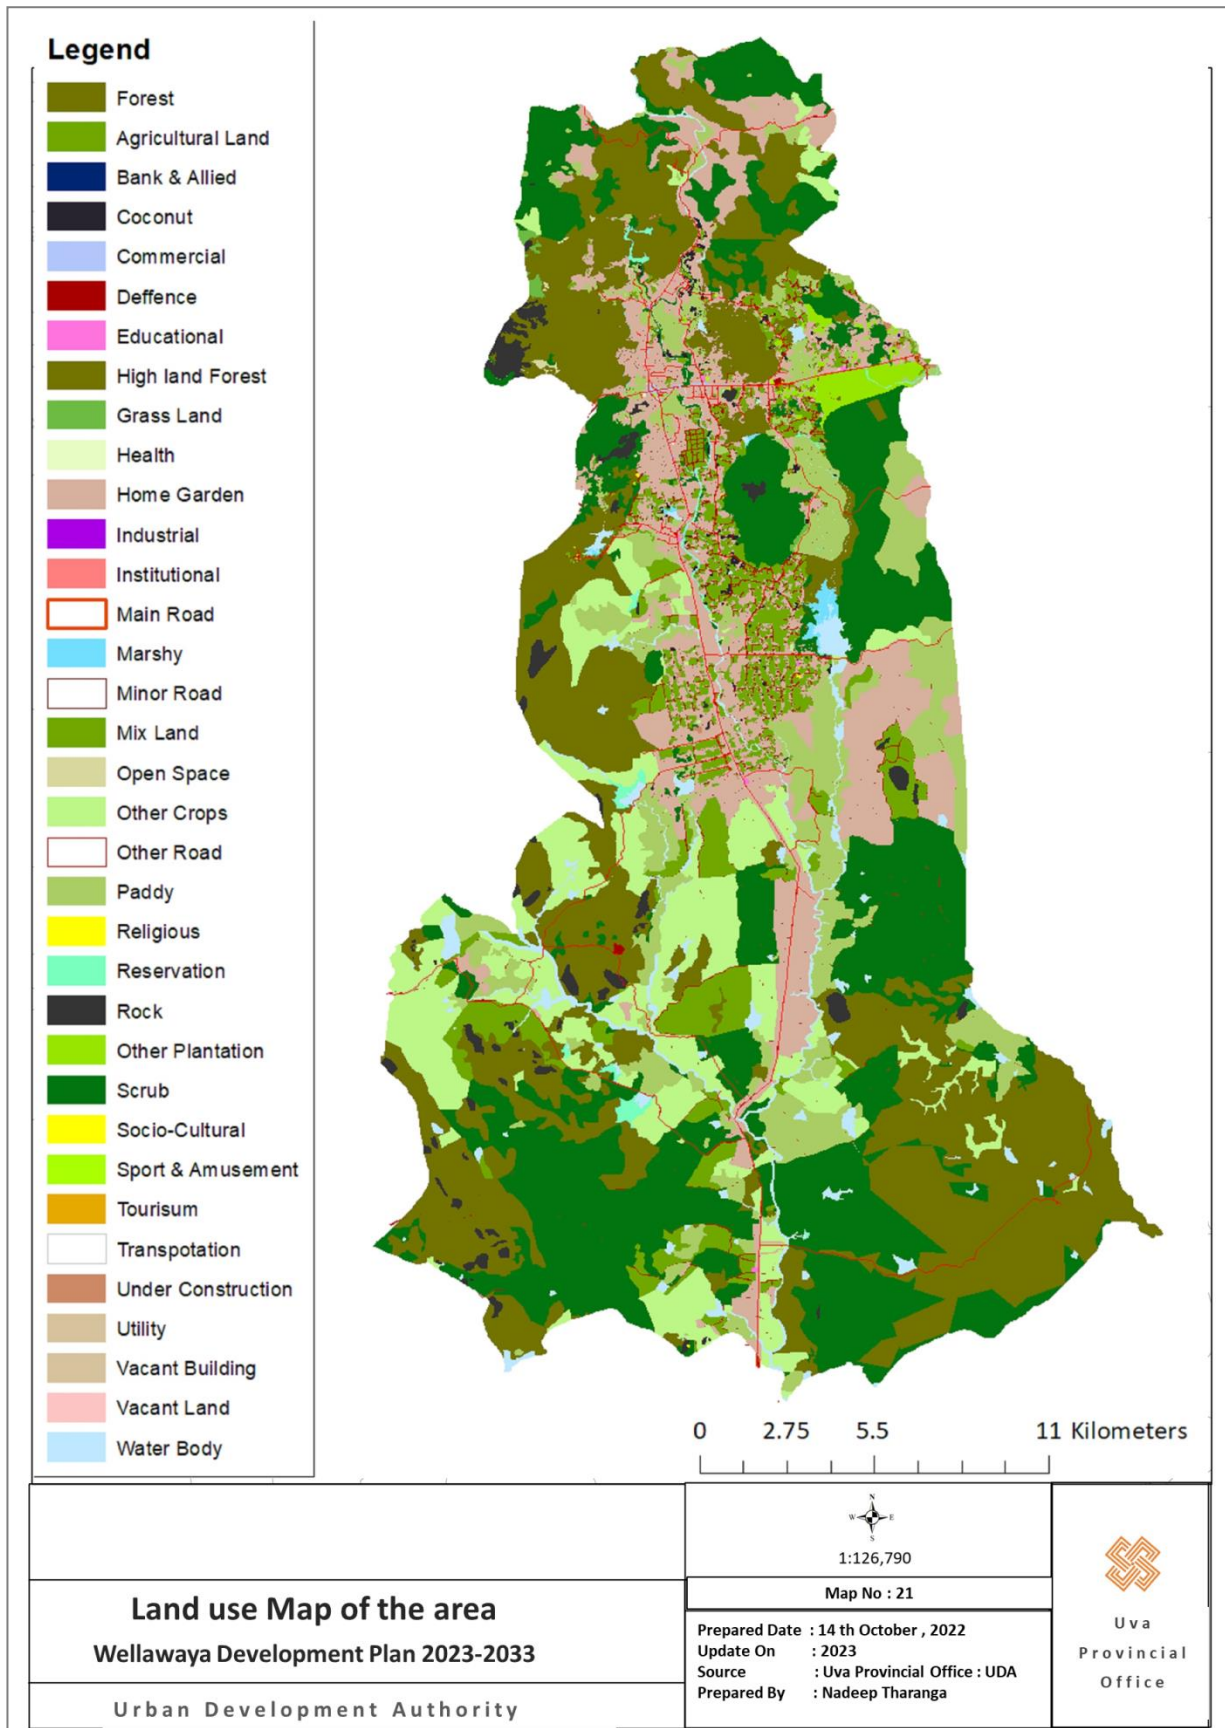 Legend
Forest
Agricultural Land
Bank & Allied
Coconut
Commercial
Deffence
Educational
High land Forest
Grass Land
Health
Home Garden
Industrial
Institutional
Main Road
Marshy
Minor Road
Mix Land
Open Space
Other Crops
Other Road
Paddy
Religious
Reservation
Rock
Other Plantation
Scrub
Socio-Cultural
Sport & Amusement
Tourisum
Transpotation
Under Construction
Utility
Vacant Building
Vacant Land
Water Body
0 2.75 5.5 11 Kilometers
N
W E
S
1:126,790
Map No : 21
Land use Map of the area
Wellawaya Development Plan 2023-2033
Urban Development Authority
Prepared Date : 14 th October , 2022
Update On : 2023
Source : Uva Provincial Office : UDA
Prepared By : Nadeep Tharanga
Uva
Provincial
Office